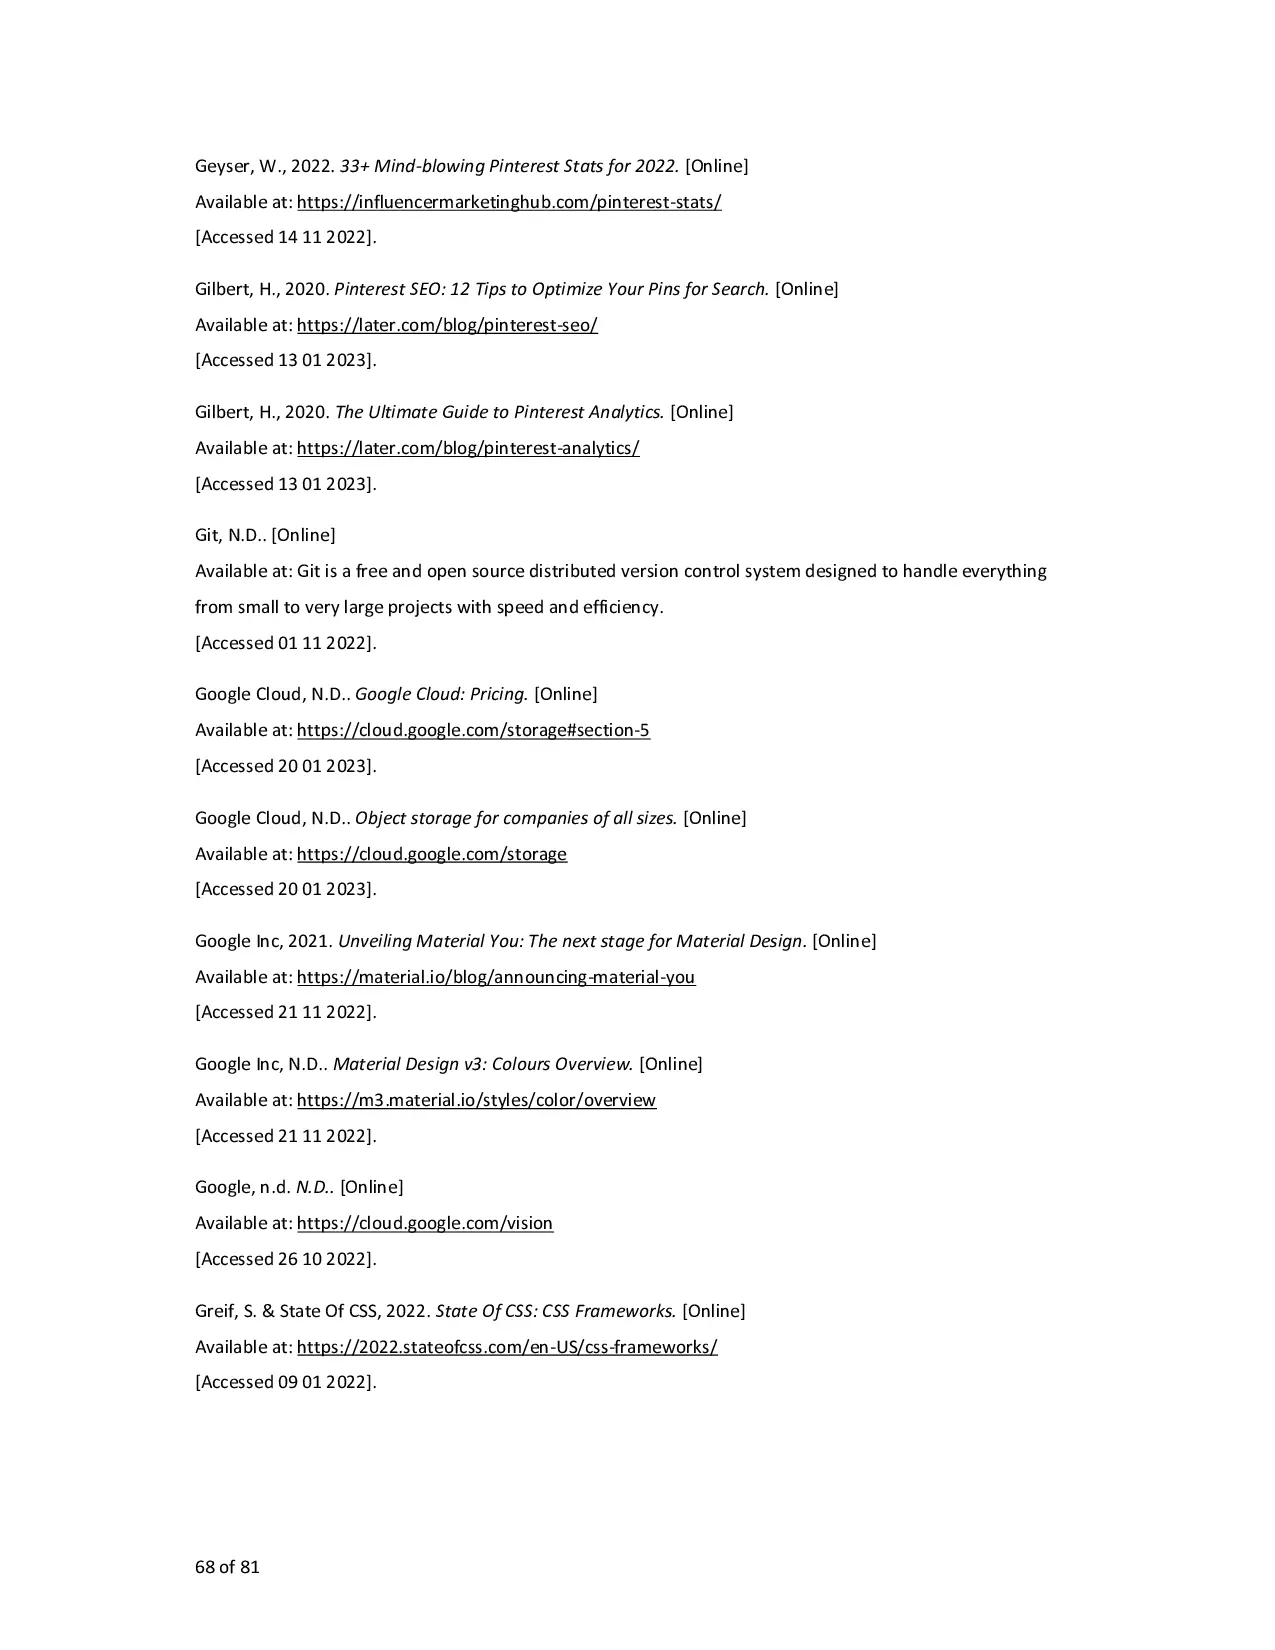 Geyser, W., 2022. 33+ Mind-blowing Pinterest Stats for 2022. [Online]
Available at: https://influencermarketinghub.com/pinterest-stats/
[Accessed 14 11 2022].
Gilbert, H., 2020. Pinterest SEO: 12 Tips to Optimize Your Pins for Search. [Online]
Available at: https://later.com/blog/pinterest-seo/
[Accessed 13 01 2023].
Gilbert, H., 2020. The Ultimate Guide to Pinterest Analytics. [Online]
Available at: https://later.com/blog/pinterest-analytics/
[Accessed 13 01 2023].
Git, N.D.. [Online]
Available at: Git is a free and open source distributed version control system designed to handle everything
from small to very large projects with speed and efficiency.
[Accessed 01 11 2022].
Google Cloud, N.D.. Google Cloud: Pricing. [Online]
Available at: https://cloud.google.com/storage#section-5
[Accessed 20 01 2023].
Google Cloud, N.D.. Object storage for companies of all sizes. [Online]
Available at: https://cloud.google.com/storage
[Accessed 20 01 2023].
Google Inc, 2021. Unveiling Material You: The next stage for Material Design. [Online]
Available at: https://material.io/blog/announcing-material-you
[Accessed 21 11 2022].
Google Inc, N.D.. Material Design v3: Colours Overview. [Online]
Available at: https://m3.material.io/styles/color/overview
[Accessed 21 11 2022].
Google, n.d. N.D.. [Online]
Available at: https://cloud.google.com/vision
[Accessed 26 10 2022].
Greif, S. & State Of CSS, 2022. State Of CSS: CSS Frameworks. [Online]
Available at: https://2022.stateofcss.com/en-US/css-frameworks/
[Accessed 09 01 2022].
68 of 81